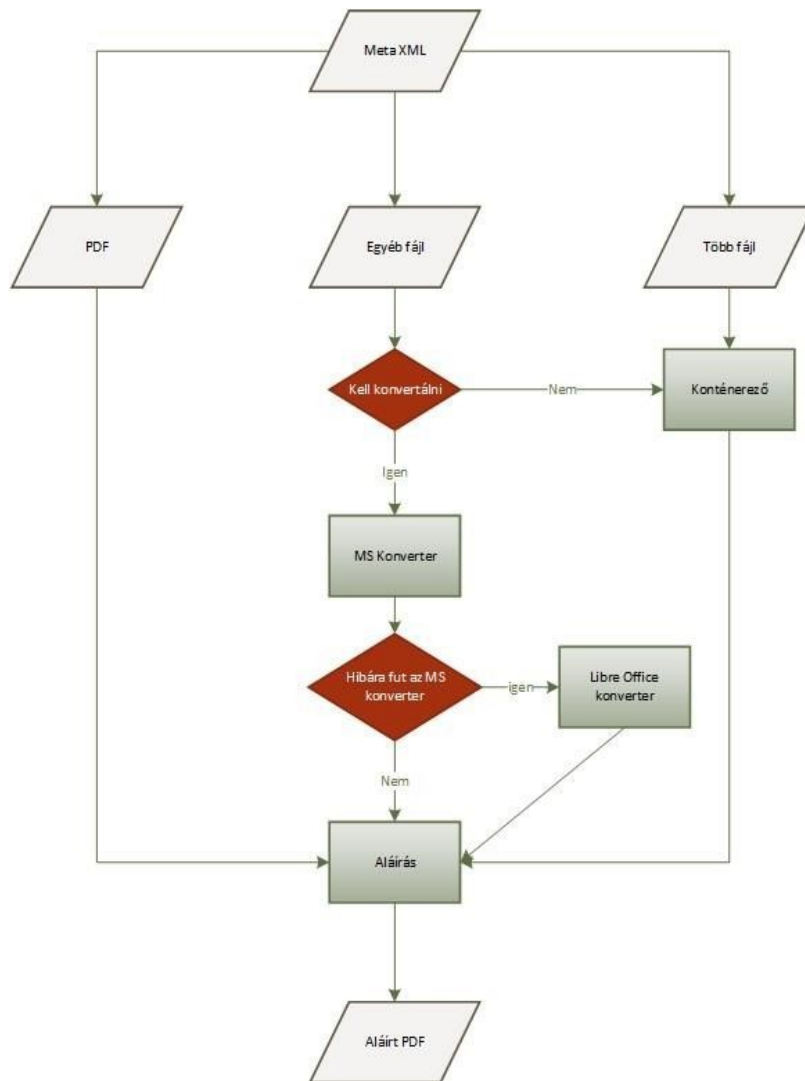 Meta XML
PDF
Egyéb fájl
Több fájl
Kell konvertálni
Nem
Konténerező
Igen
MS Konverter
Hibára fut az MS
konverter
igen
Libre Office
konverter
Nem
Aláírás
Aláírt PDF